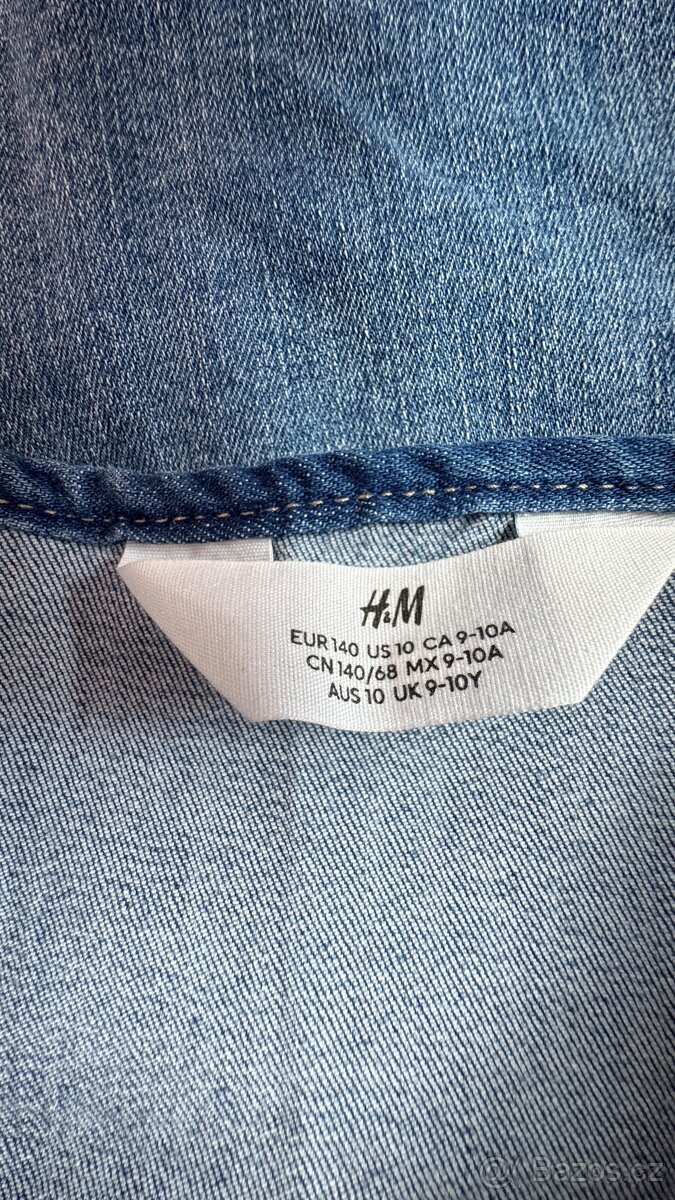 H&M
EUR 140 US 10 CA 9-10A
CN 140/68 MX 9-10A
AUS 10 UK 9-10Y
@ Bazos.cz